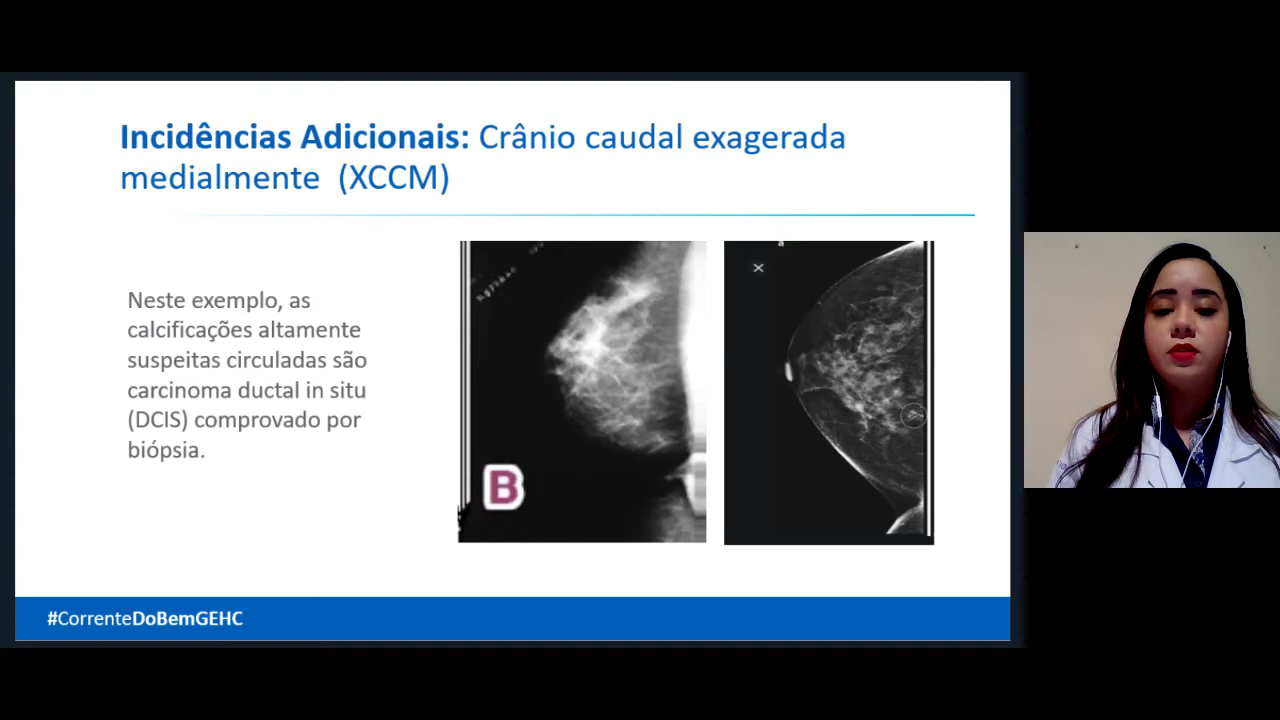 Incidências Adicionais: Crânio caudal exagerada
medialmente (XCCM)
Neste exemplo, as
calcificações altamente
suspeitas circuladas são
carcinoma ductal in situ
(DCIS) comprovado por
biópsia.
B
#CorrenteDoBemGEHC